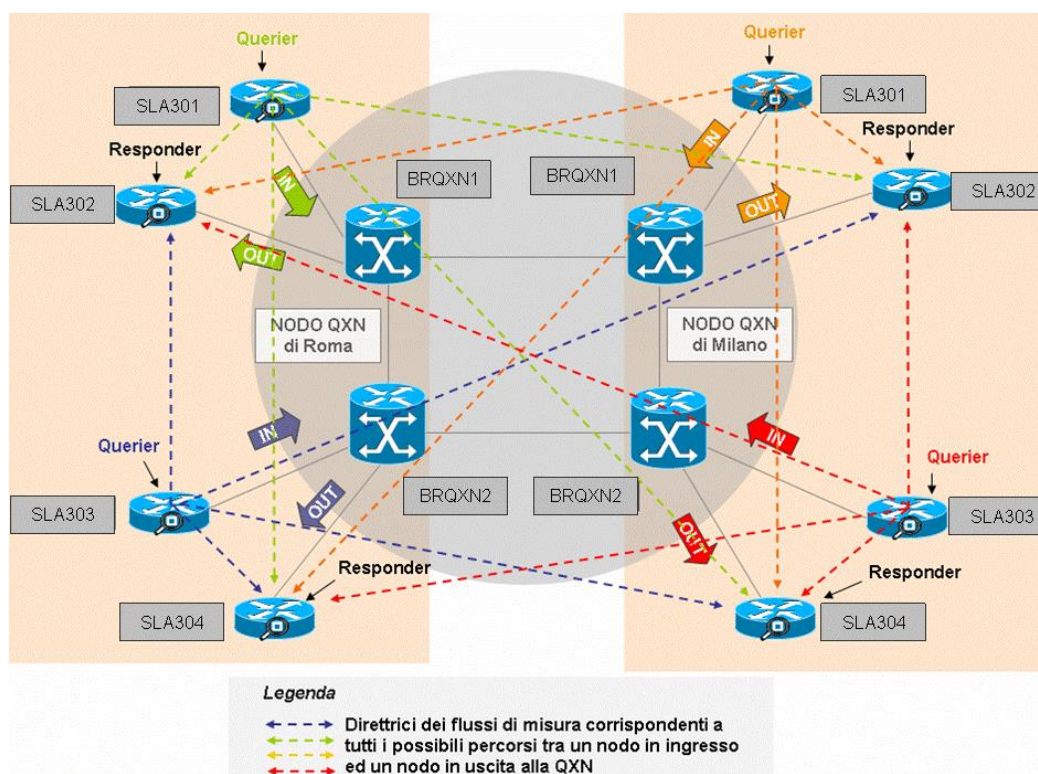 Querier
Querier
SLA301
SLA301
Responder
Responder
IN
IN
BRQXN1
BRQXN1
SLA302
SLA302
OUT
OUT
NODO QXN
di Roma
NODO QXN
di Milano
Querier
IN
IN
Querier
BRQXN2
BRQXN2
SLA303
SLA303
OUT
OUT
Responder
Responder
SLA304
SLA304
Legenda
Direttrici dei flussi di misura corrispondenti a
tutti i possibili percorsi tra un nodo in ingresso
ed un nodo in uscita alla QXN